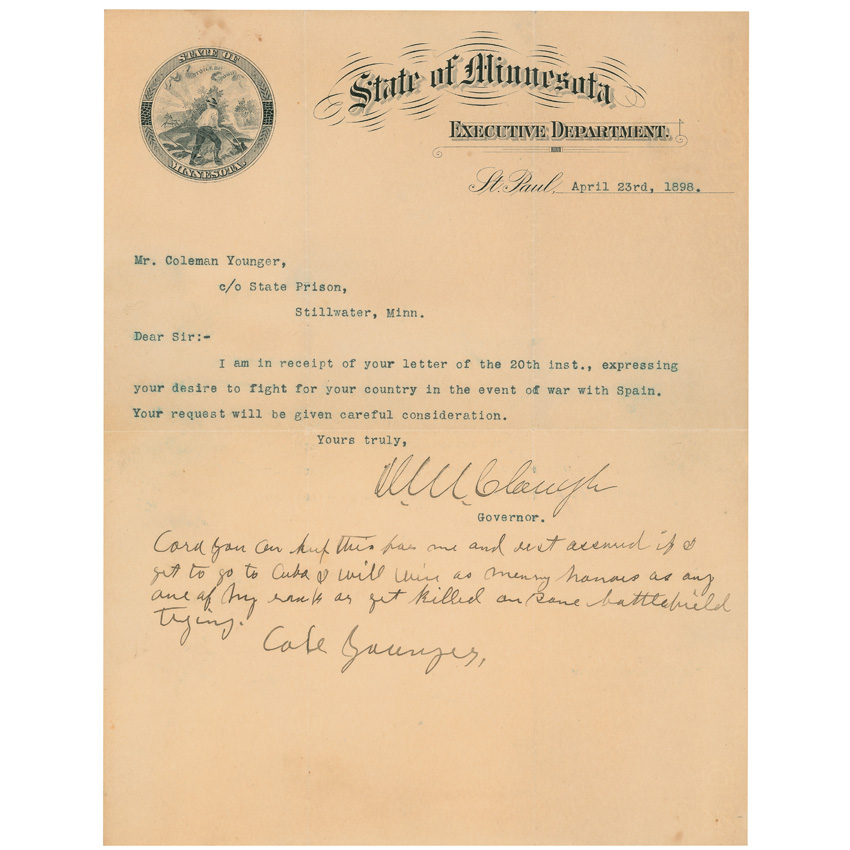 STATE OF
MINNESOTA
State of Minnesota
EXECUTIVE DEPARTMENT.
St. Paul, April 23rd, 1898.
Mr. Coleman Younger,
c/o State Prison,
Stillwater, Minn.
Dear Sir:-
I am in receipt of your letter of the 20th inst., expressing
your desire to fight for your country in the event of war with Spain.
Your request will be given careful consideration.
Yours truly,
D. M. Clough
Governor.
Cora you can keep this for me and rest assured if I
get to go to Cuba I will win as menny honors as any
one of my rank or get killed on some battlefield
trying.
Cole Younger,